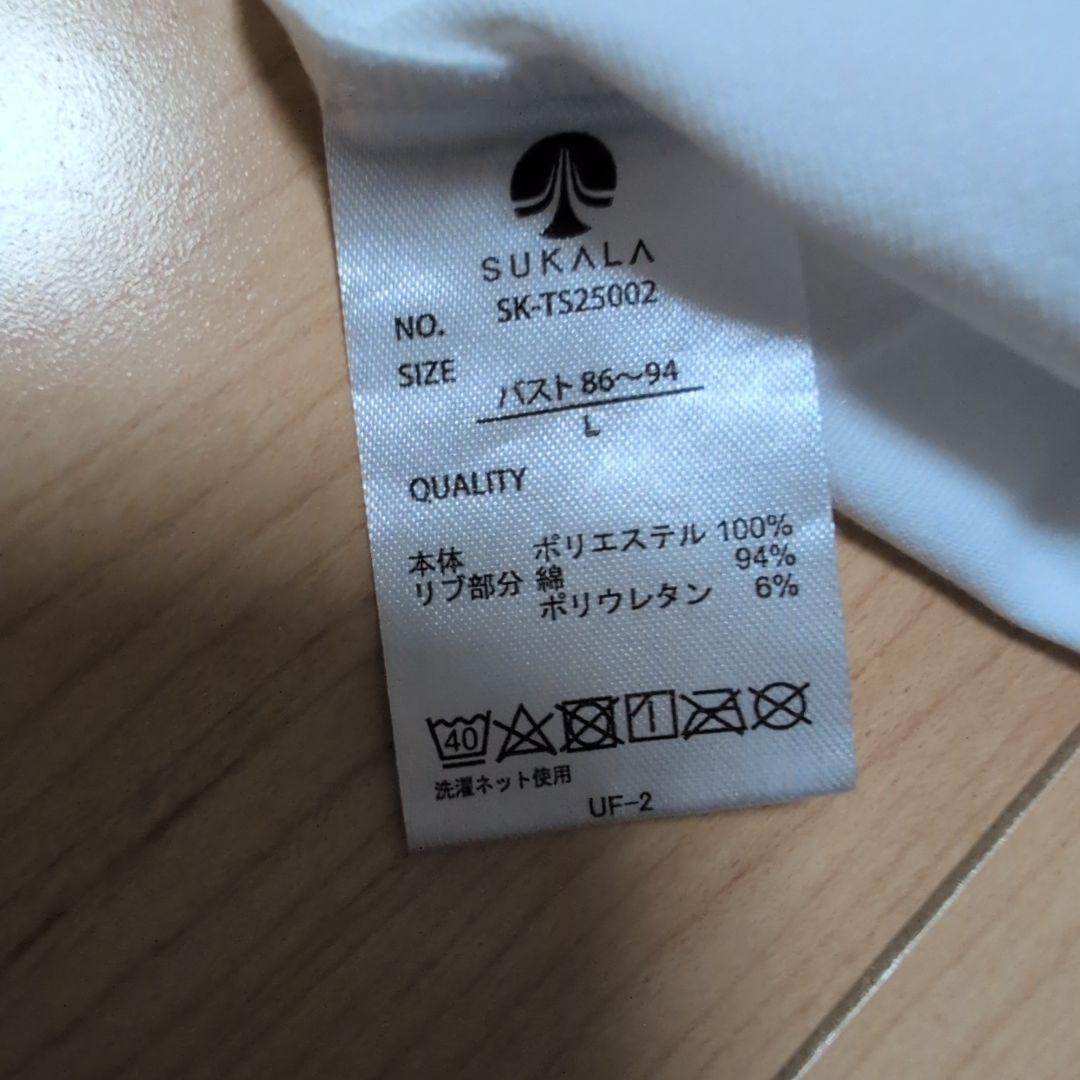 SUKALA
NO. SK-TS25002
SIZE バスト 86〜94
L
QUALITY
本体 ポリエステル 100%
リブ部分 綿 94%
ポリウレタン 6%
40
洗濯ネット使用
UF-2